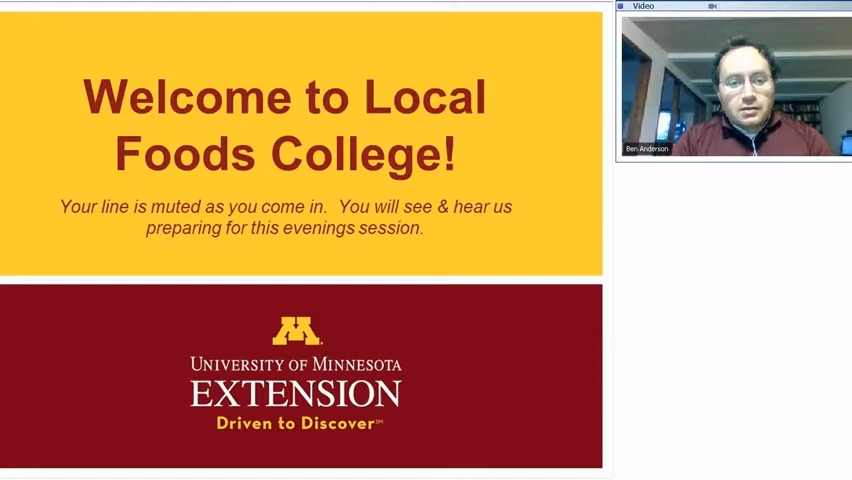 Welcome to Local
Foods College!
Your line is muted as you come in. You will see & hear us
preparing for this evenings session.
M
UNIVERSITY OF MINNESOTA
EXTENSION
Driven to Discover℠
Video
Ben Anderson